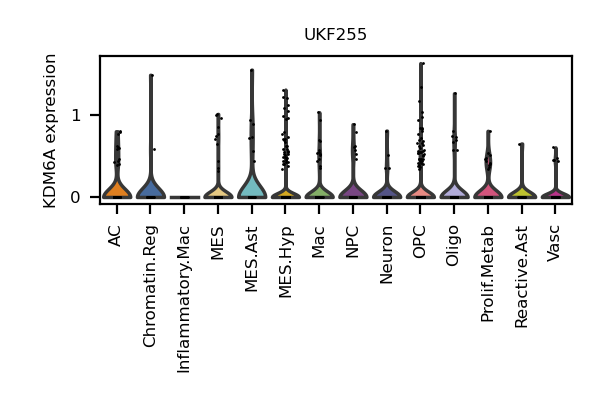 UKF255
KDM6A expression
1
0
AC
Chromatin.Reg
Inflammatory.Mac
MES
MES.Ast
MES.Hyp
Mac
NPC
Neuron
OPC
Oligo
Prolif.Metab
Reactive.Ast
Vasc